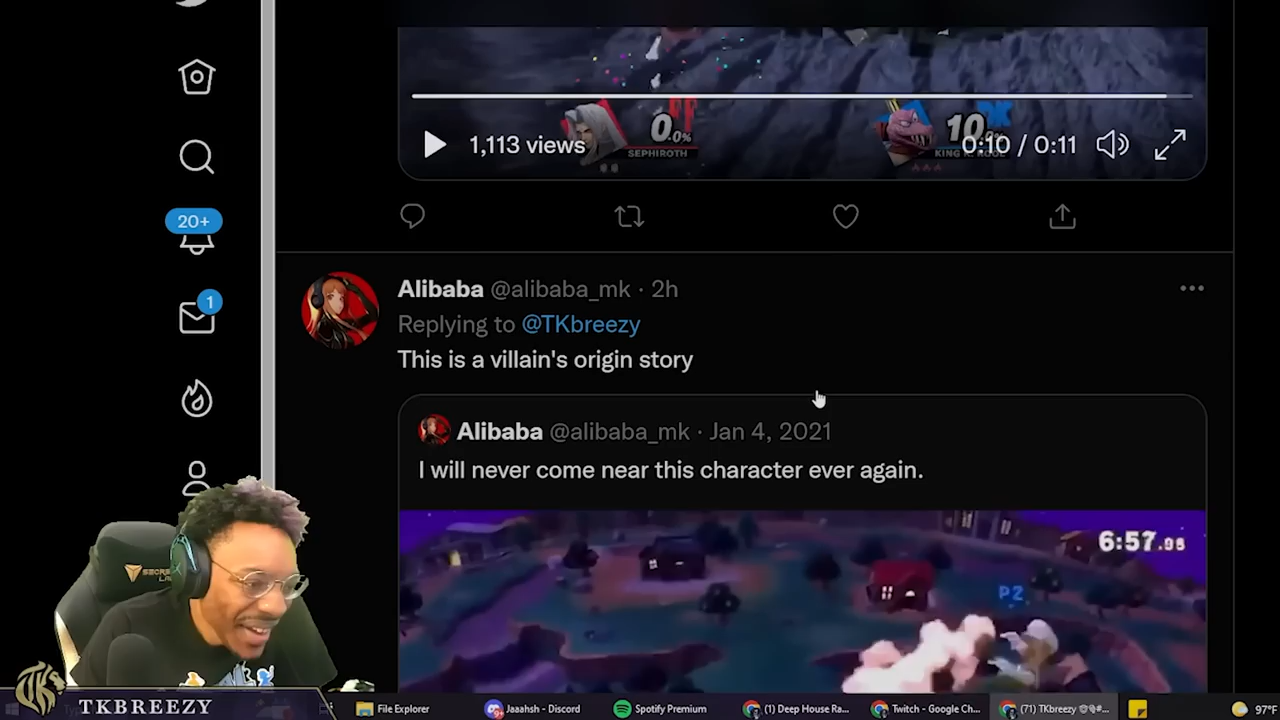 FF
0.0%
SEPHIROTH
10
KING K. ROOL
1,113 views
0:10 / 0:11
20+
1
Alibaba @alibaba_mk · 2h
Replying to @TKbreezy
This is a villain's origin story
Alibaba @alibaba_mk · Jan 4, 2021
I will never come near this character ever again.
6:57.95
P2
TK
TKBREEZY
File Explorer
Jaaahsh - Discord
Spotify Premium
(1) Deep House Ra...
Twitch - Google Ch...
(71) TKbreezy
97°F